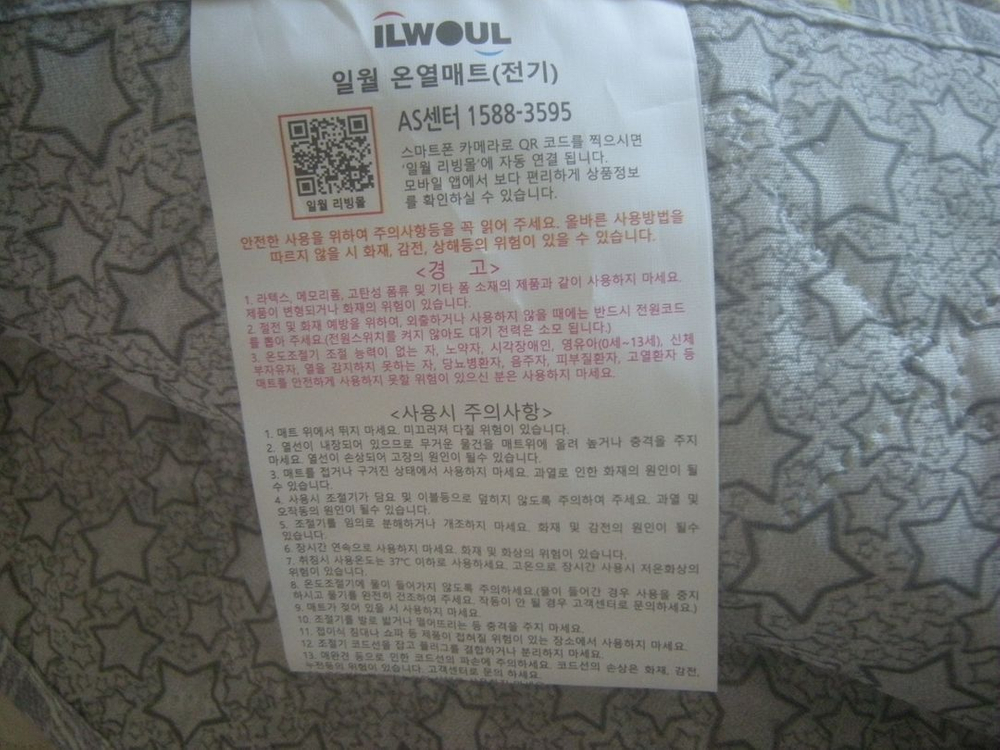 ILWOUL
일월 온열매트(전기)
AS센터 1588-3595
스마트폰 카메라로 QR 코드를 찍으시면
'일월 리빙몰'에 자동 연결 됩니다.
모바일 앱에서 보다 편리하게 상품정보
를 확인하실 수 있습니다.
일월 리빙몰
안전한 사용을 위하여 주의사항등을 꼭 읽어 주세요. 올바른 사용방법을
따르지 않을 시 화재, 감전, 상해등의 위험이 있을 수 있습니다.
<경 고>
1. 라텍스, 메모리폼, 고탄성 폼류 및 기타 폼 소재의 제품과 같이 사용하지 마세요.
제품이 변형되거나 화재의 위험이 있습니다.
2. 절전 및 화재 예방을 위하여, 외출하거나 사용하지 않을 때에는 반드시 전원코드
를 뽑아 주세요.(전원스위치를 켜지 않아도 대기 전력은 소모 됩니다.)
3. 온도조절기 조절 능력이 없는 자, 노약자, 시각장애인, 영유아(0세~13세), 신체
부자유자, 열을 감지하지 못하는 자, 당뇨병환자, 음주자, 피부질환자, 고열환자 등
매트를 안전하게 사용하지 못할 위험이 있으신 분은 사용하지 마세요.
<사용시 주의사항>
1. 매트 위에서 뛰지 마세요. 미끄러져 다칠 위험이 있습니다.
2. 열선이 내장되어 있으므로 무거운 물건을 매트위에 올려 놓거나 충격을 주지
마세요. 열선이 손상되어 고장의 원인이 될수 있습니다.
3. 매트를 접거나 구겨진 상태에서 사용하지 마세요. 과열로 인한 화재의 원인이 될
수 있습니다.
4. 사용시 조절기가 담요 및 이불등으로 덮히지 않도록 주의하여 주세요. 과열 및
오작동의 원인이 될수 있습니다.
5. 조절기를 임의로 분해하거나 개조하지 마세요. 화재 및 감전의 원인이 될수
있습니다.
6. 장시간 연속으로 사용하지 마세요. 화재 및 화상의 위험이 있습니다.
7. 취침시 사용온도는 37℃ 이하로 사용하세요. 고온으로 장시간 사용시 저온화상의
위험이 있습니다.
8. 온도조절기에 물이 들어가지 않도록 주의하세요.(물이 들어간 경우 사용을 중지
하시고 물기를 완전히 건조하여 주세요. 작동이 안 될 경우 고객센터로 문의하세요.)
9. 매트가 젖어 있을 시 사용하지 마세요.
10. 조절기를 발로 밟거나 떨어뜨리는 등 충격을 주지 마세요.
11. 접이식 침대나 쇼파 등 제품이 접혀질 위험이 있는 장소에서 사용하지 마세요.
12. 조절기 코드선을 잡고 플러그를 결합하거나 분리하지 마세요.
13. 애완견 등으로 인한 코드선의 파손에 주의하세요. 코드선의 손상은 화재, 감전,
누전등의 위험이 있습니다. 고객센터로 문의 하세요.